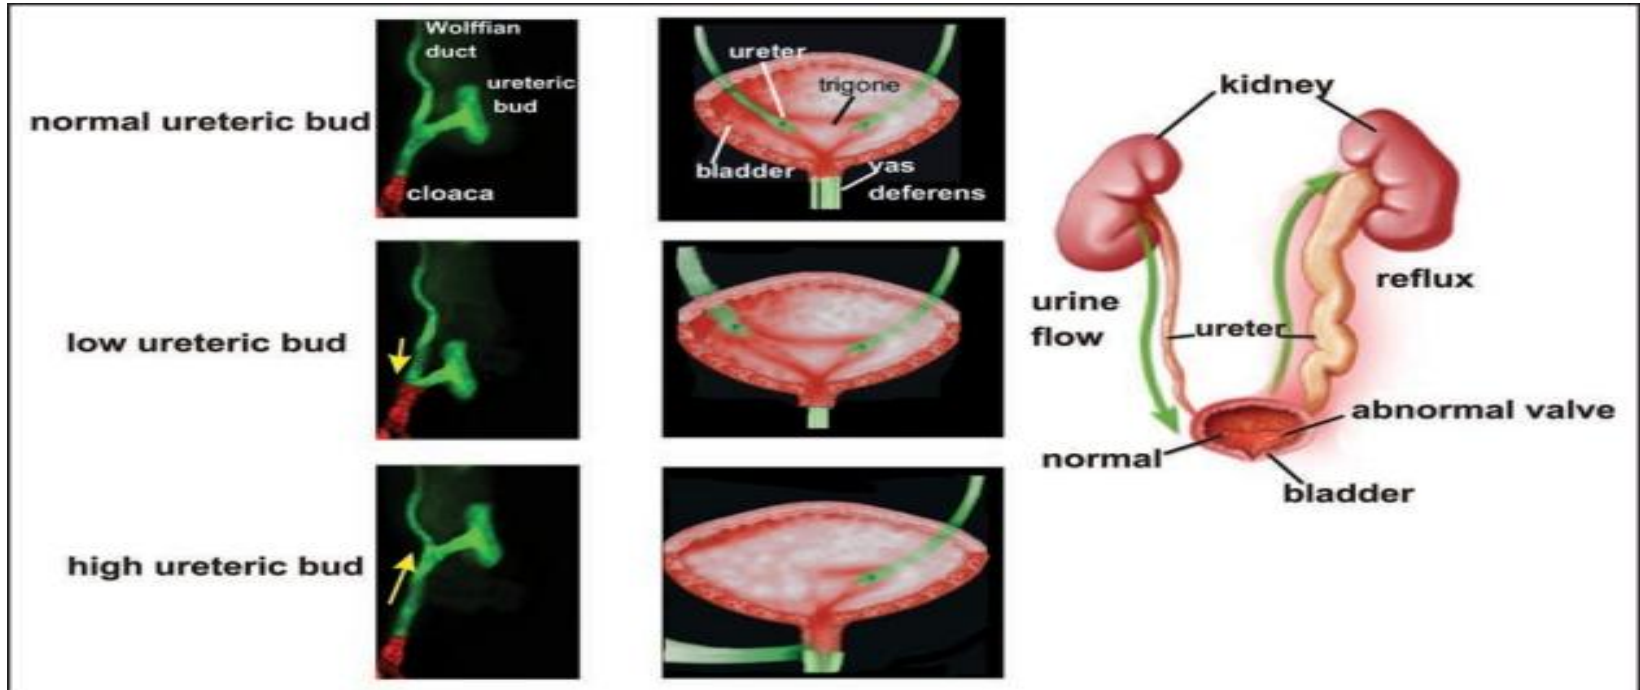 normal ureteric bud
Wolffian
duct
ureteric
bud
cloaca
ureter
trigone
bladder
vas
deferens
low ureteric bud
high ureteric bud
kidney
reflux
urine
flow
ureter
abnormal valve
normal
bladder